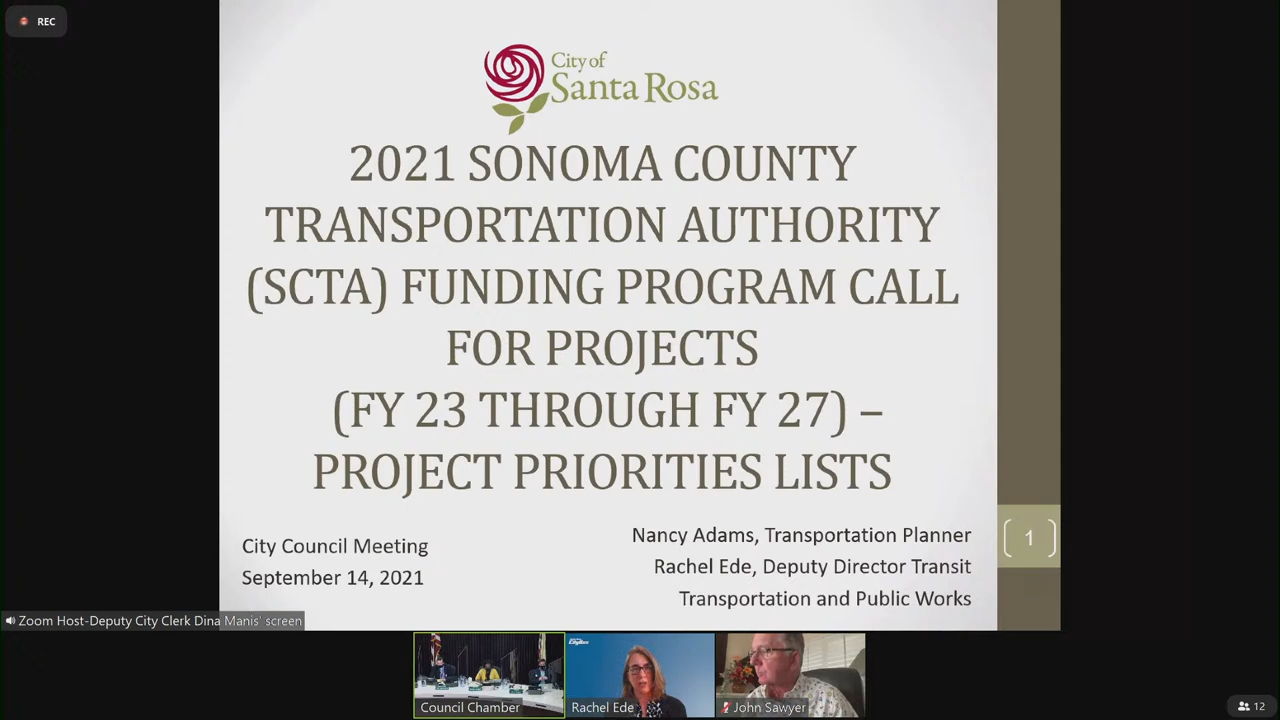 REC
City of
Santa Rosa
2021 SONOMA COUNTY
TRANSPORTATION AUTHORITY
(SCTA) FUNDING PROGRAM CALL
FOR PROJECTS
(FY 23 THROUGH FY 27) –
PROJECT PRIORITIES LISTS
City Council Meeting
September 14, 2021
Nancy Adams, Transportation Planner
Rachel Ede, Deputy Director Transit
Transportation and Public Works
1
Zoom Host-Deputy City Clerk Dina Manis' screen
Council Chamber
Rachel Ede
John Sawyer
12